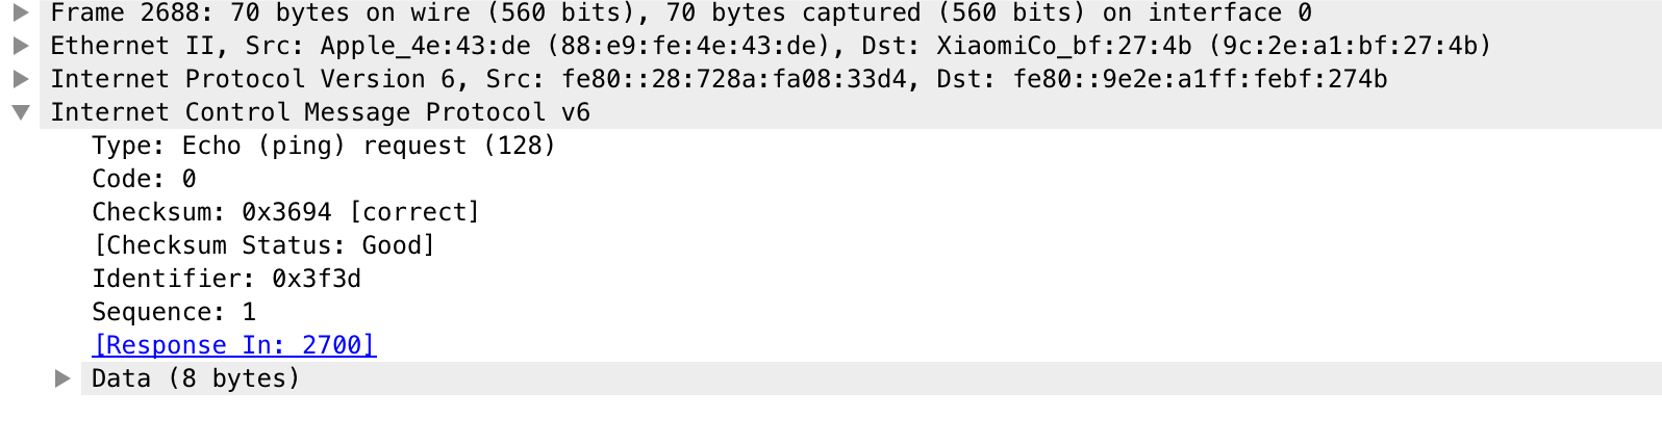 Frame 2688: 70 bytes on wire (560 bits), 70 bytes captured (560 bits) on interface 0
Ethernet II, Src: Apple_4e:43:de (88:e9:fe:4e:43:de), Dst: XiaomiCo_bf:27:4b (9c:2e:a1:bf:27:4b)
Internet Protocol Version 6, Src: fe80::28:728a:fa08:33d4, Dst: fe80::9e2e:a1ff:febf:274b
Internet Control Message Protocol v6
Type: Echo (ping) request (128)
Code: 0
Checksum: 0x3694 [correct]
[Checksum Status: Good]
Identifier: 0x3f3d
Sequence: 1
[Response In: 2700]
Data (8 bytes)